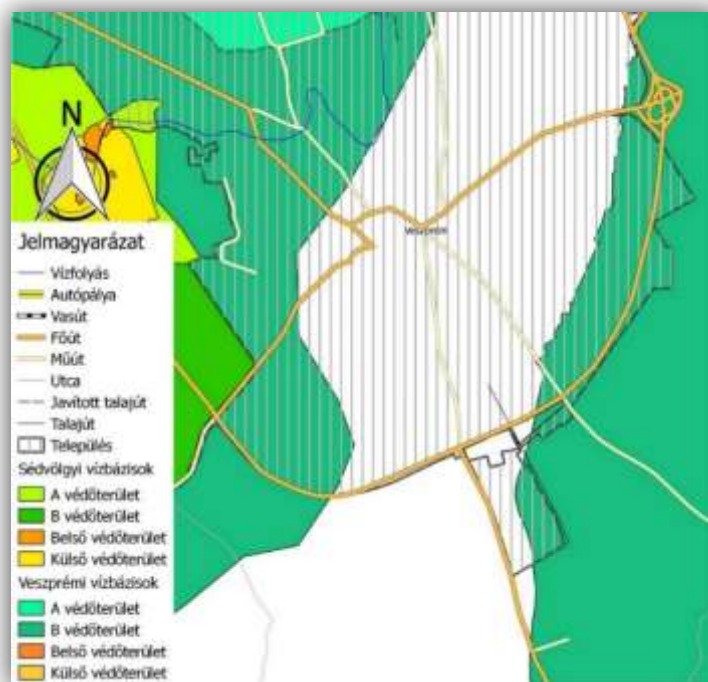 N
Veszprém
Jelmagyarázat
Vízfolyás
Autópálya
Vasút
Főút
Műút
Utca
Javított talajút
Talajút
Település
Sédvölgyi vízbázisok
A védőterület
B védőterület
Belső védőterület
Külső védőterület
Veszprémi vízbázisok
A védőterület
B védőterület
Belső védőterület
Külső védőterület